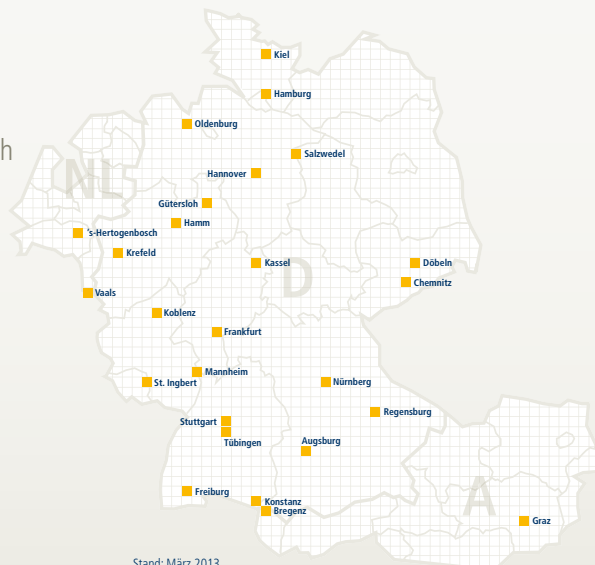 Kiel
Hamburg
Oldenburg
h
Salzwedel
NL
Hannover
Gütersloh
Hamm
's-Hertogenbosch
Krefeld
Kassel
D
Döbeln
Chemnitz
Vaals
Koblenz
Frankfurt
Mannheim
St. Ingbert
Nürnberg
Regensburg
Stuttgart
Tübingen
Augsburg
Freiburg
A
Konstanz
Bregenz
Graz
Stand: März 2013